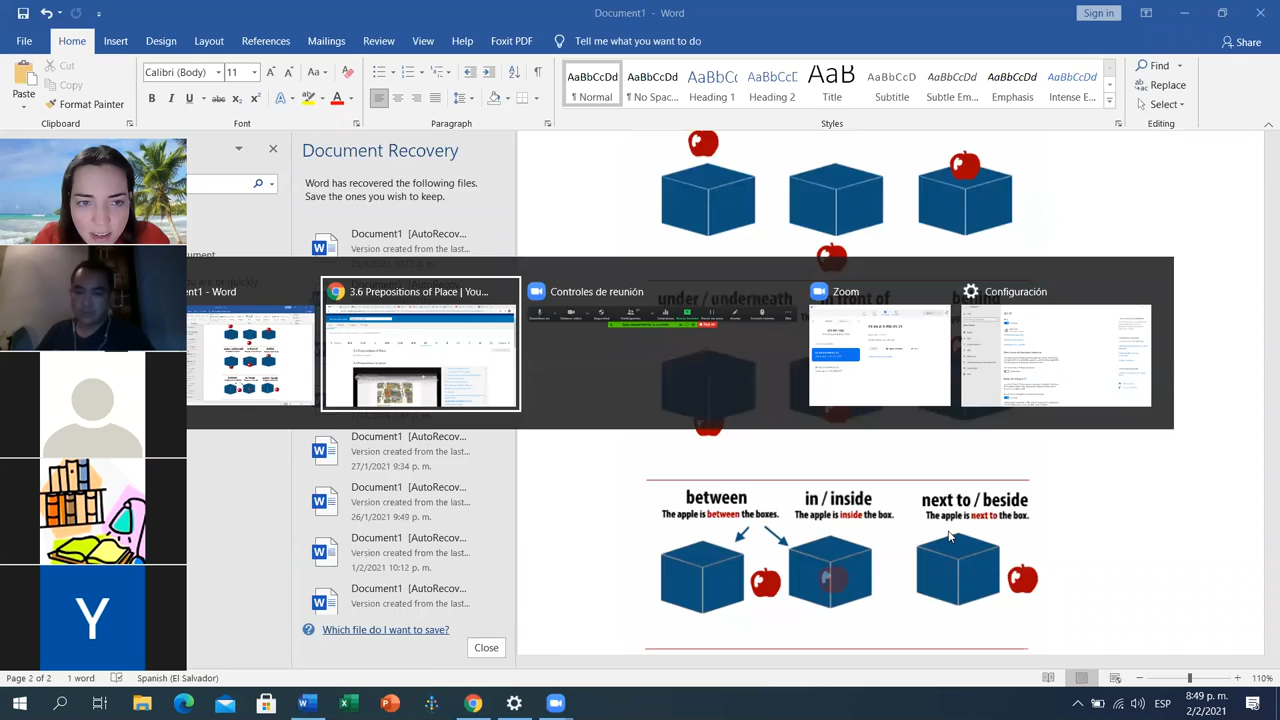 Document1 - Word
Sign in
File Home Insert Design Layout References Mailings Review View Help Foxit PDF Tell me what you want to do Share
Paste
Cut
Copy
Format Painter
Calibri (Body) 11
AaBbCcDd AaBbCcDd AaBbCc AaBbCcD AaB AaBbCcD AaBbCcDd AaBbCcDd AaBbCcDd
¶ Normal ¶ No Spac... Heading 1 Heading 2 Title Subtitle Subtle Em... Emphasis Intense E...
Find
Replace
Select
Clipboard Font Paragraph Styles Editing
Document Recovery
Word has recovered the following files.
Save the ones you wish to keep.
Document1 [AutoRecov...
Version created from the last...
ent1 - Word
3.6 Prepositions of Place | You...
Controles de reunión
Zoom
Configuración
under / underneath
in front of
Document1 [AutoRecov...
Version created from the last...
27/1/2021 9:34 p. m.
Document1 [AutoRecov...
Version created from the last...
26/1/2021 9:49 p. m.
Document1 [AutoRecov...
Version created from the last...
1/2/2021 10:12 p. m.
Document1 [AutoRecov...
Version created from the last...
Which file do I want to save?
Close
between
The apple is between the boxes.
in / inside
The apple is inside the box.
next to / beside
The apple is next to the box.
Y
Page 2 of 2 1 word Spanish (El Salvador) 110%
ESP
8:49 p. m.
2/2/2021